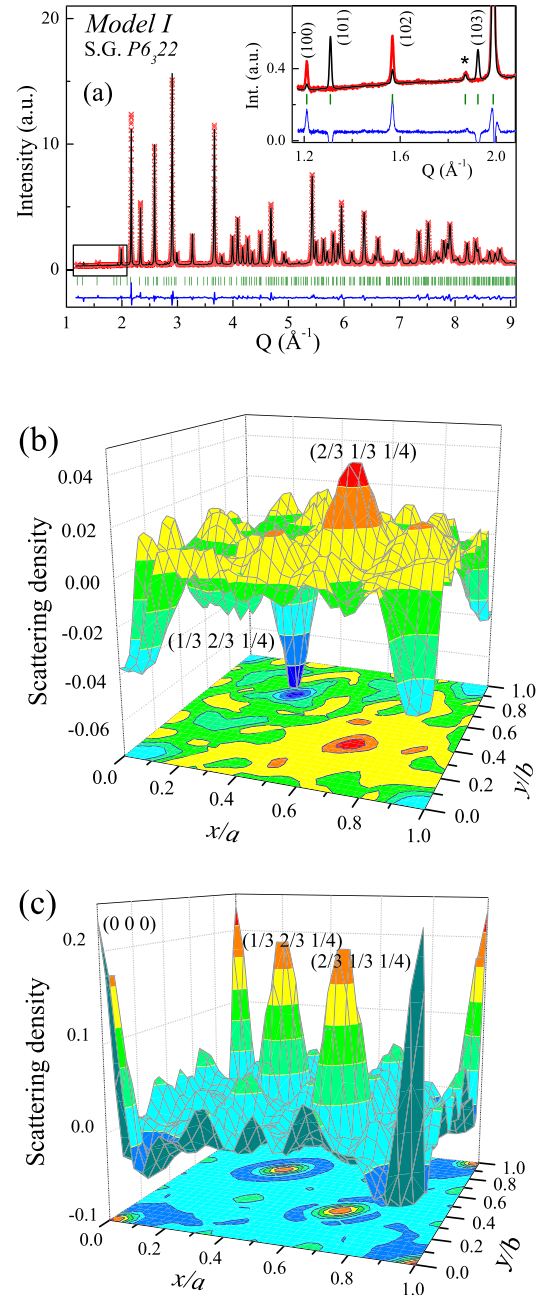 Model I
S.G. P6₃22
(a)
Intensity (a.u.)
20
10
0
1 2 3 4 5 6 7 8 9
Q (Å⁻¹)
(100)
(101)
(102)
*
(103)
Int. (a.u.)
0.4
0.0
1.2 1.6 2.0
Q (Å⁻¹)
(b)
(2/3 1/3 1/4)
(1/3 2/3 1/4)
Scattering density
0.04
0.02
0.00
-0.02
-0.04
-0.06
0.0 0.2 0.4 0.6 0.8 1.0
x/a
0.0 0.2 0.4 0.6 0.8 1.0
y/b
(c)
(0 0 0)
(1/3 2/3 1/4)
(2/3 1/3 1/4)
Scattering density
0.2
0.1
0.0
-0.1
0.0 0.2 0.4 0.6 0.8 1.0
x/a
0.0 0.2 0.4 0.6 0.8 1.0
y/b